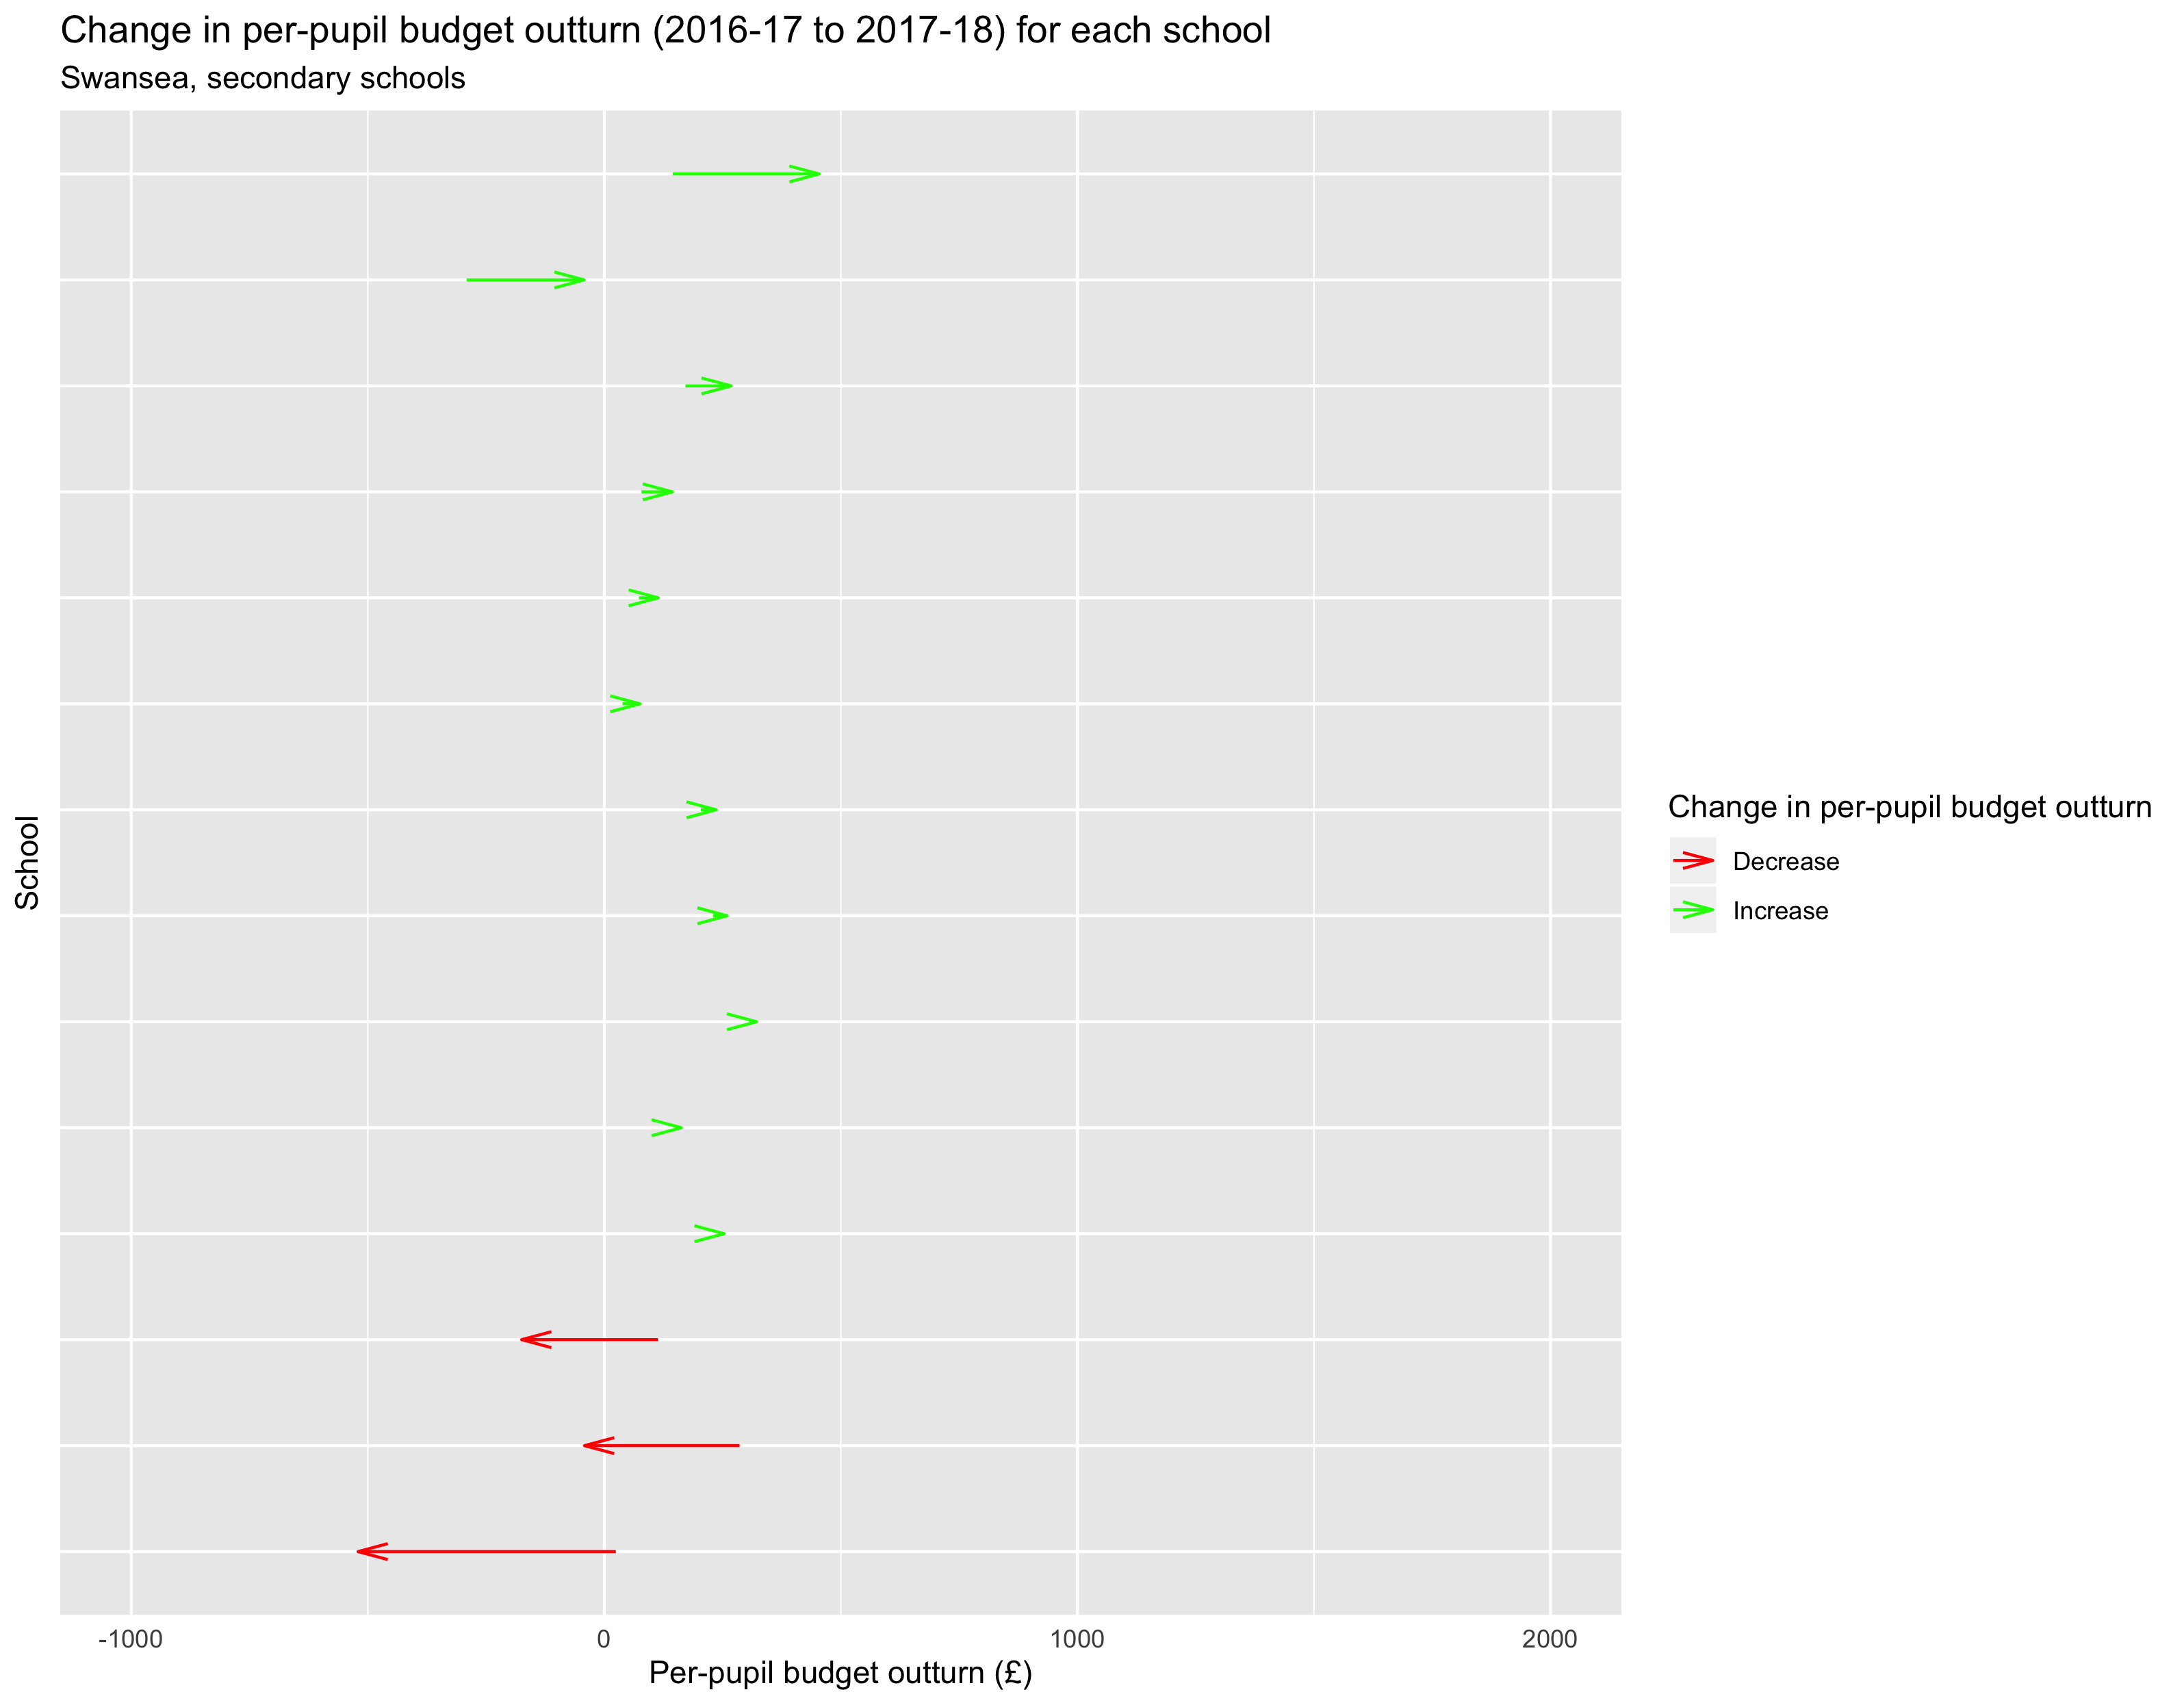 Change in per-pupil budget outturn (2016-17 to 2017-18) for each school
Swansea, secondary schools
School
Change in per-pupil budget outturn
Decrease
Increase
-1000 0 1000 2000
Per-pupil budget outturn (£)